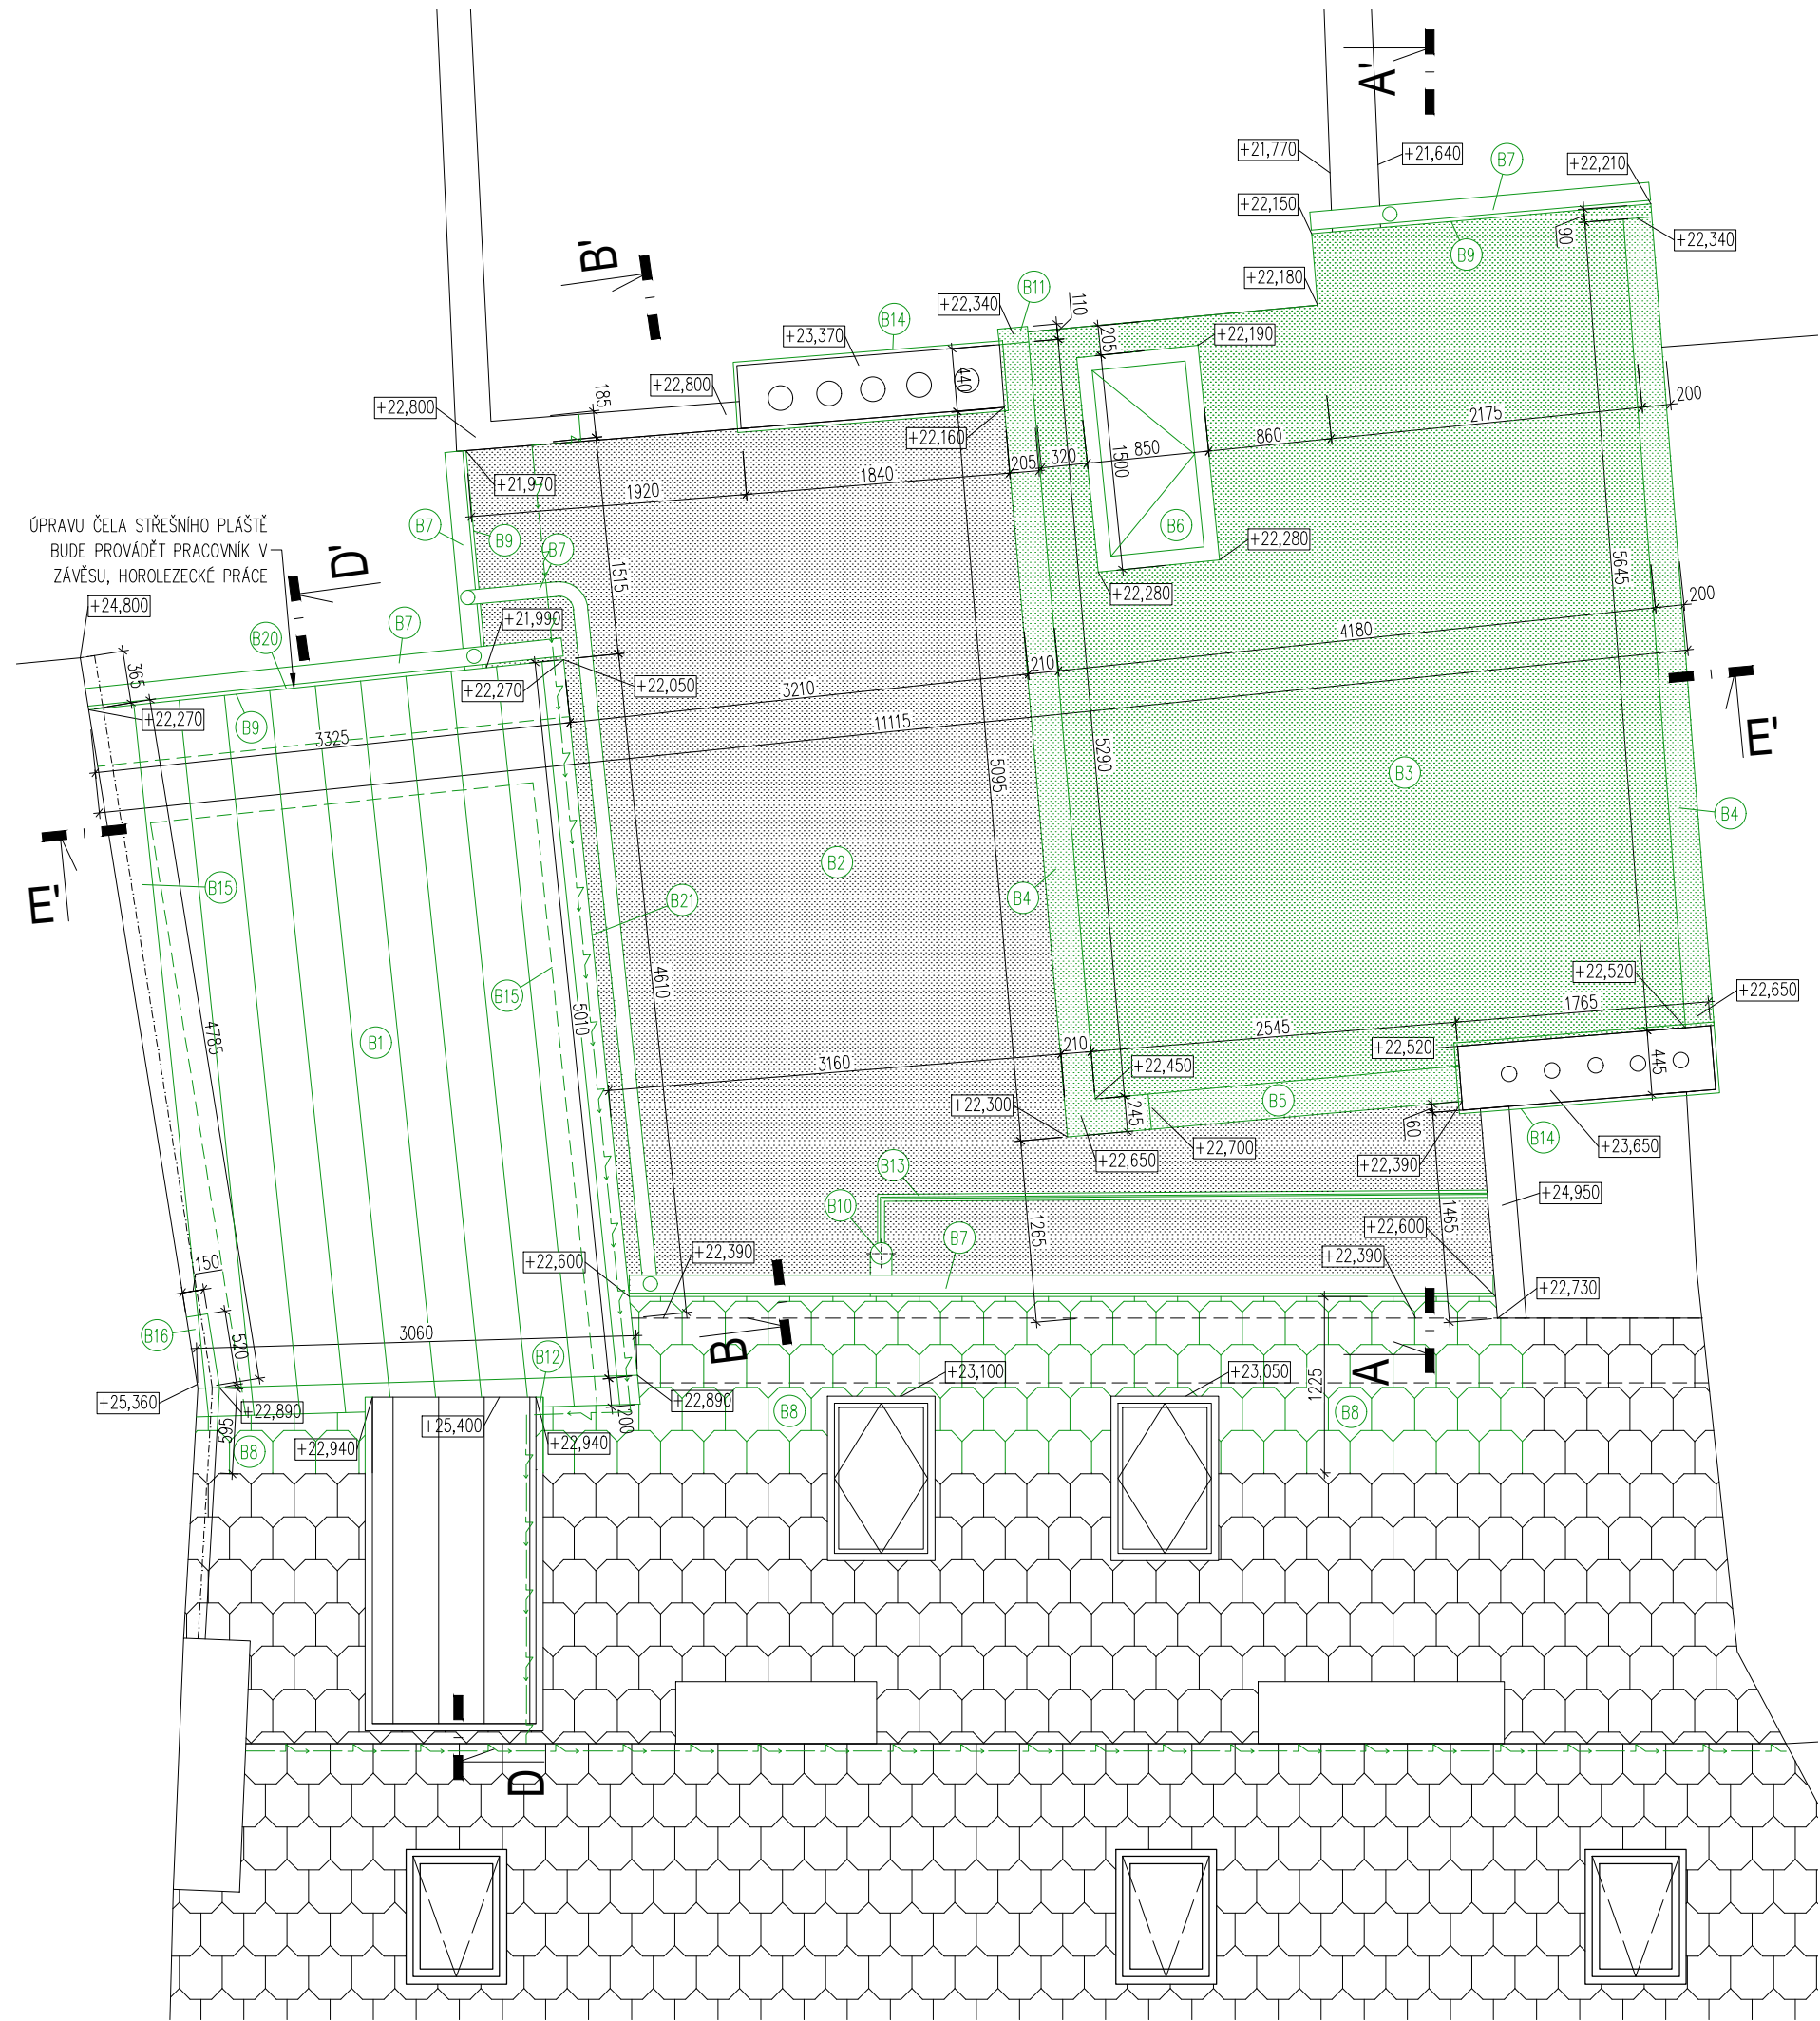 A'
+21,770
+21,640
B7
+22,210
+22,150
90
B9
+22,340
B'
+22,180
B11
+22,340
110
B14
+23,370
205
+22,190
440
+22,800
185
+22,800
200
2175
+22,160
860
850
320
205
1500
1840
1920
+21,970
B7
B9
B7
B6
ÚPRAVU ČELA STŘEŠNÍHO PLÁŠTĚ
BUDE PROVÁDĚT PRACOVNÍK V
ZÁVĚSU, HOROLEZECKÉ PRÁCE
D'
+22,280
5645
1515
+22,280
200
+24,800
B7
B20
+21,990
4180
365
210
+22,270
+22,050
3210
+22,270
B9
11115
3325
E'
5290
5095
B3
B4
E'
B2
B15
B4
B21
4610
B15
+22,520
+22,650
5010
1765
4785
B1
2545
210
+22,520
3160
+22,450
445
+22,300
B5
245
60
+22,700
B14
+23,650
+22,650
+22,390
B13
+24,950
B10
1465
1265
B7
+22,600
+22,390
+22,390
+22,600
150
+22,730
B16
3060
520
B
B12
A
+23,100
+23,050
1225
+25,360
+22,890
+22,890
B8
B8
200
+25,400
595
B8
+22,940
+22,940
D